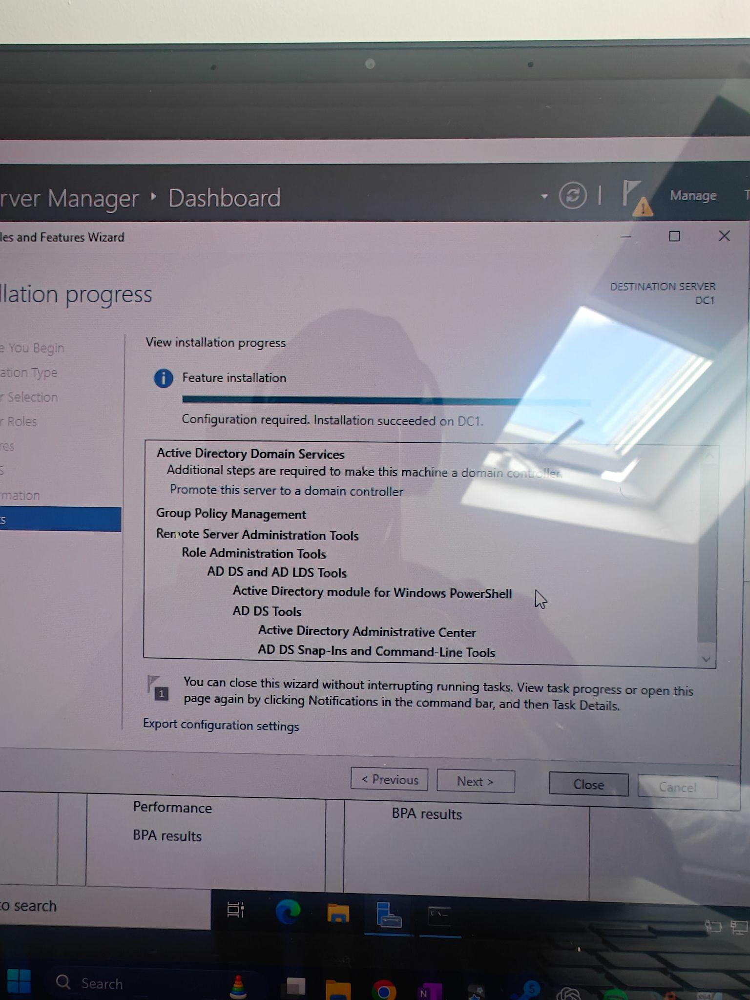 rver Manager ‣ Dashboard
Manage
T
les and Features Wizard
llation progress
DESTINATION SERVER
DC1
e You Begin
ation Type
r Selection
r Roles
res
S
rmation
s
View installation progress
Feature installation
Configuration required. Installation succeeded on DC1.
Active Directory Domain Services
Additional steps are required to make this machine a domain controller.
Promote this server to a domain controller
Group Policy Management
Remote Server Administration Tools
Role Administration Tools
AD DS and AD LDS Tools
Active Directory module for Windows PowerShell
AD DS Tools
Active Directory Administrative Center
AD DS Snap-Ins and Command-Line Tools
1
You can close this wizard without interrupting running tasks. View task progress or open this
page again by clicking Notifications in the command bar, and then Task Details.
Export configuration settings
< Previous
Next >
Close
Cancel
Performance
BPA results
BPA results
to search
Search
N
5
x64